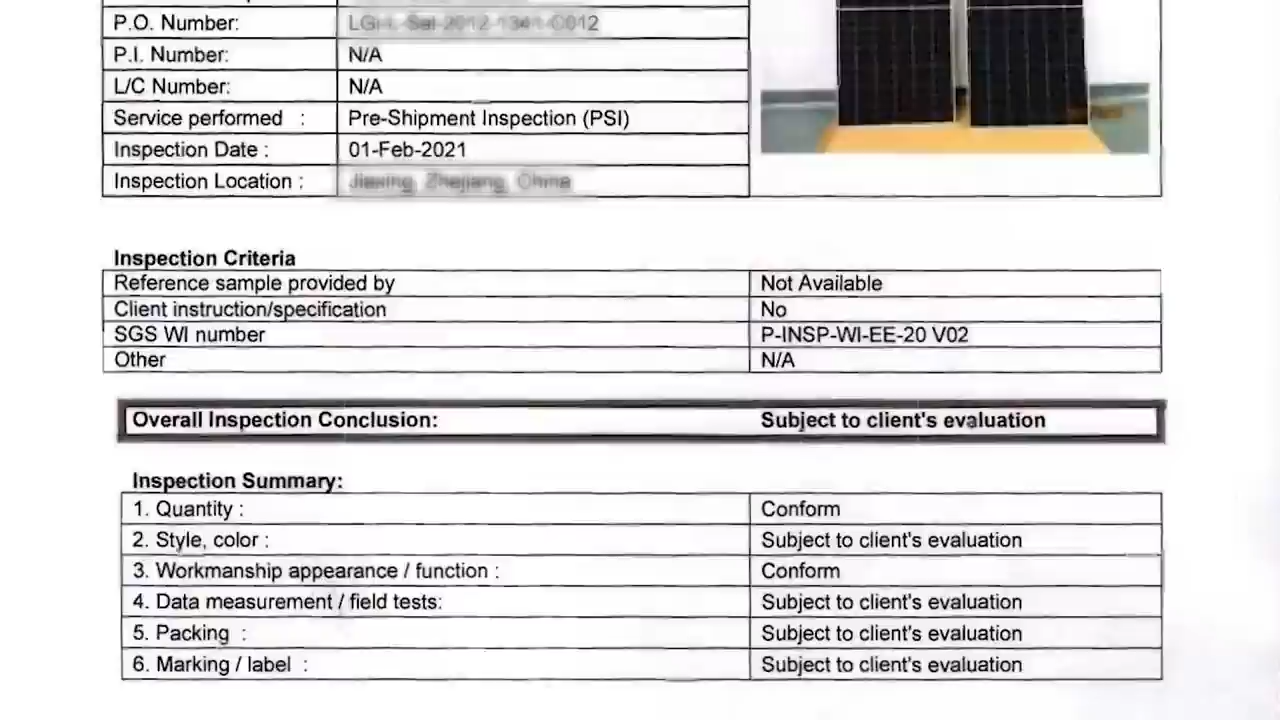 P.O. Number:
P.I. Number: N/A
L/C Number: N/A
Service performed : Pre-Shipment Inspection (PSI)
Inspection Date : 01-Feb-2021
Inspection Location : Jiaxing, Zhejiang, China
Inspection Criteria
Reference sample provided by Not Available
Client instruction/specification No
SGS WI number P-INSP-WI-EE-20 V02
Other N/A
Overall Inspection Conclusion: Subject to client's evaluation
Inspection Summary:
1. Quantity : Conform
2. Style, color : Subject to client's evaluation
3. Workmanship appearance / function : Conform
4. Data measurement / field tests: Subject to client's evaluation
5. Packing : Subject to client's evaluation
6. Marking / label : Subject to client's evaluation